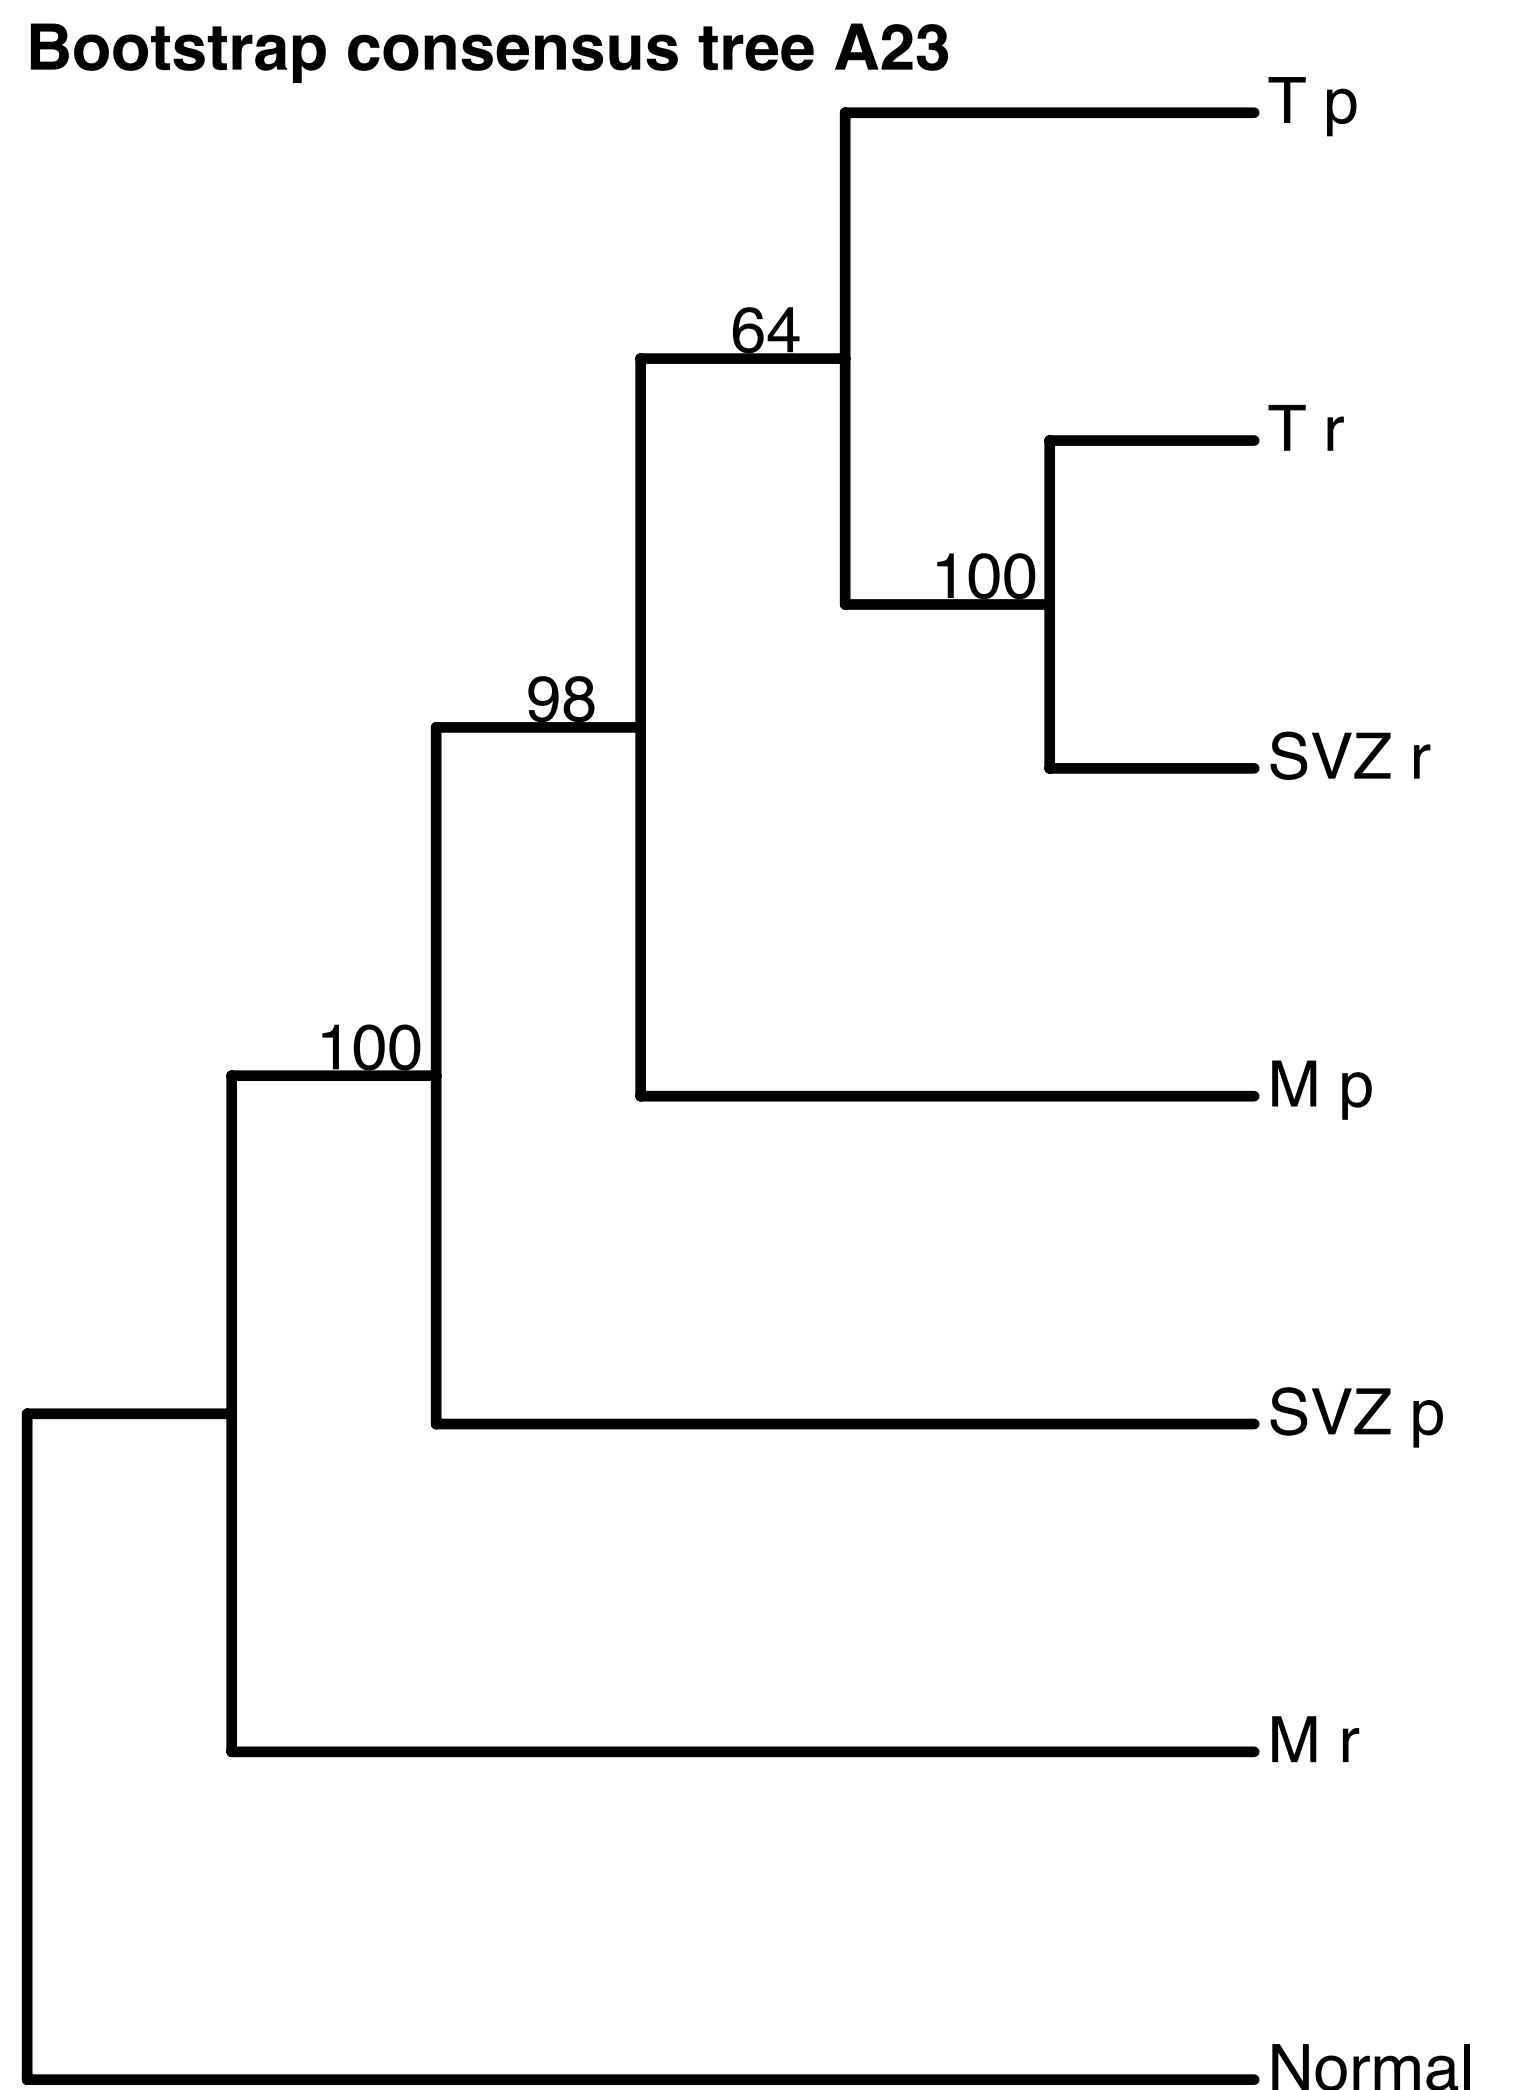 Bootstrap consensus tree A23
T p
64
T r
100
98
SVZ r
100
M p
SVZ p
M r
Normal